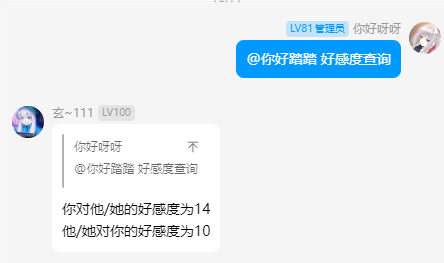 LV81 管理员 你好呀呀
@你好踏踏 好感度查询
玄~111 LV100
你好呀呀
@你好踏踏 好感度查询
你对他/她的好感度为14
他/她对你的好感度为10